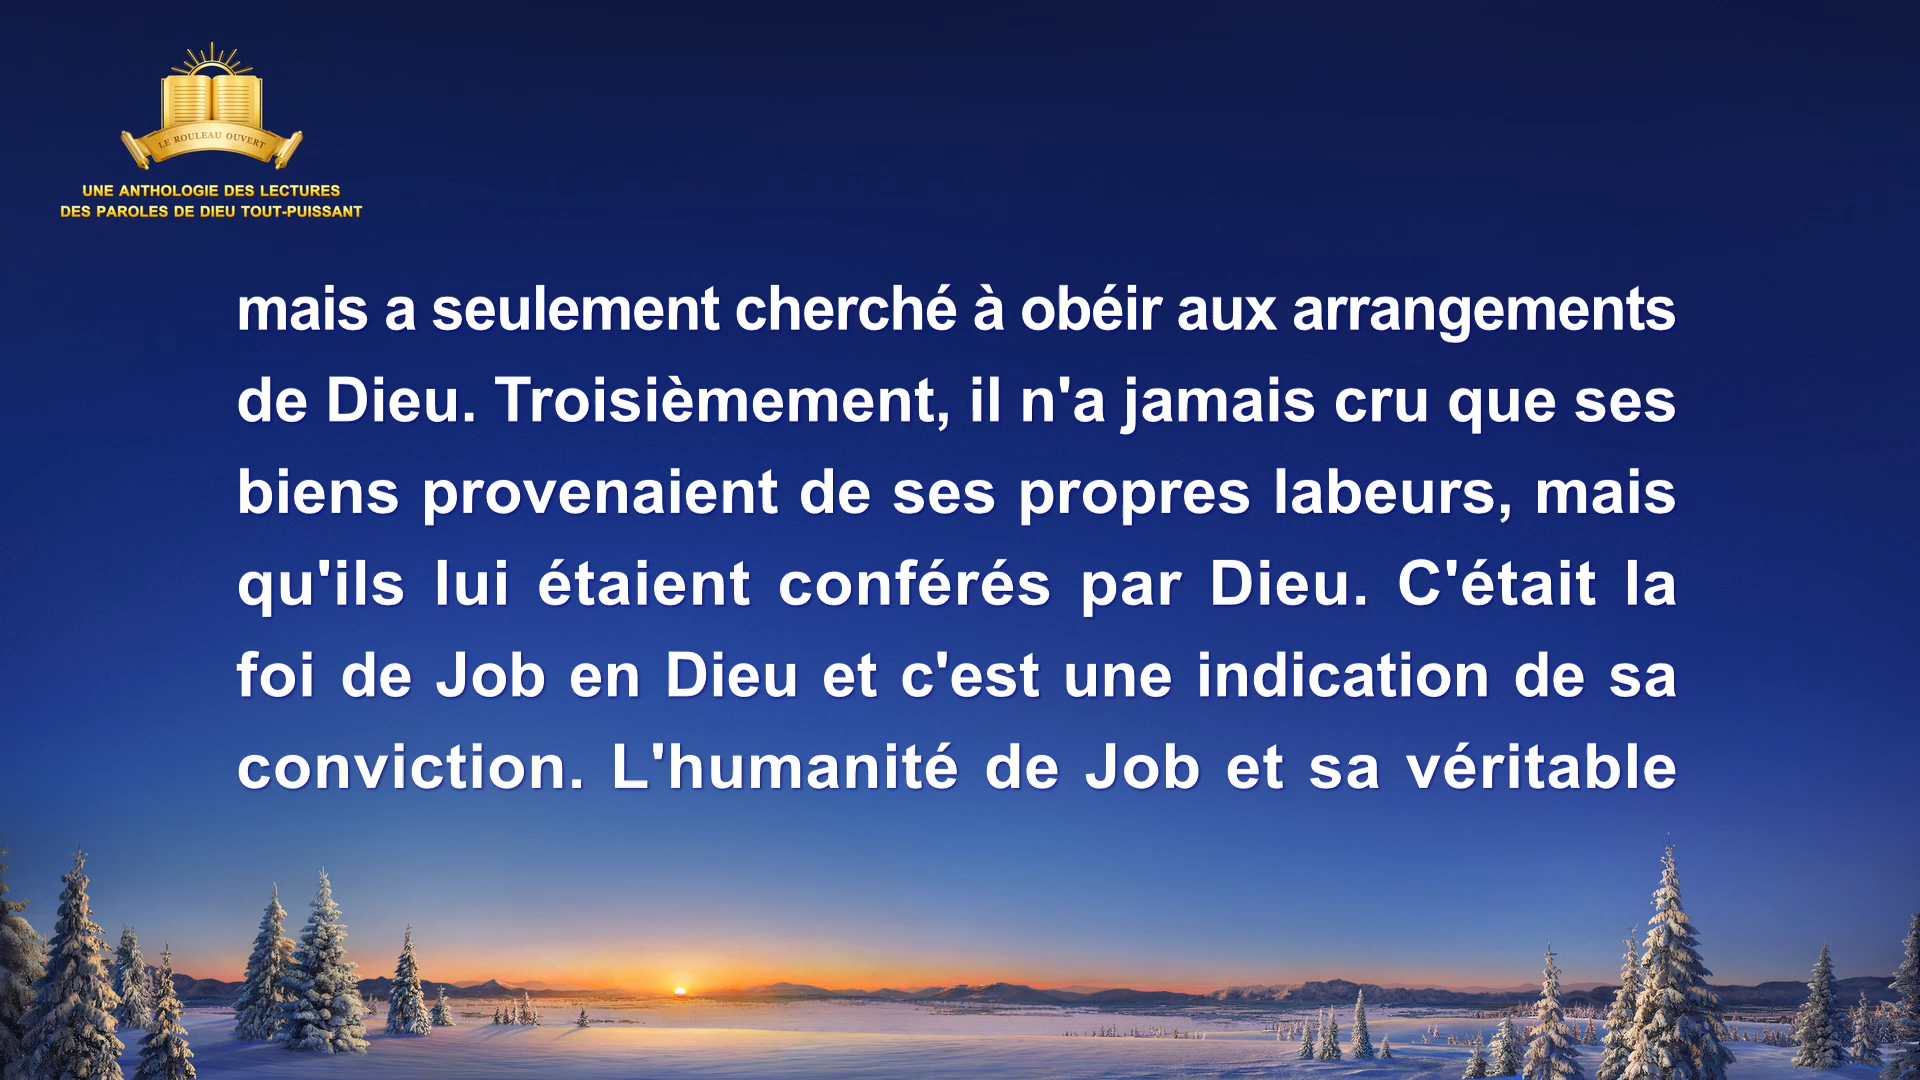 LE ROULEAU OUVERT
UNE ANTHOLOGIE DES LECTURES
DES PAROLES DE DIEU TOUT-PUISSANT
mais a seulement cherché à obéir aux arrangements
de Dieu. Troisièmement, il n'a jamais cru que ses
biens provenaient de ses propres labeurs, mais
qu'ils lui étaient conférés par Dieu. C'était la
foi de Job en Dieu et c'est une indication de sa
conviction. L'humanité de Job et sa véritable